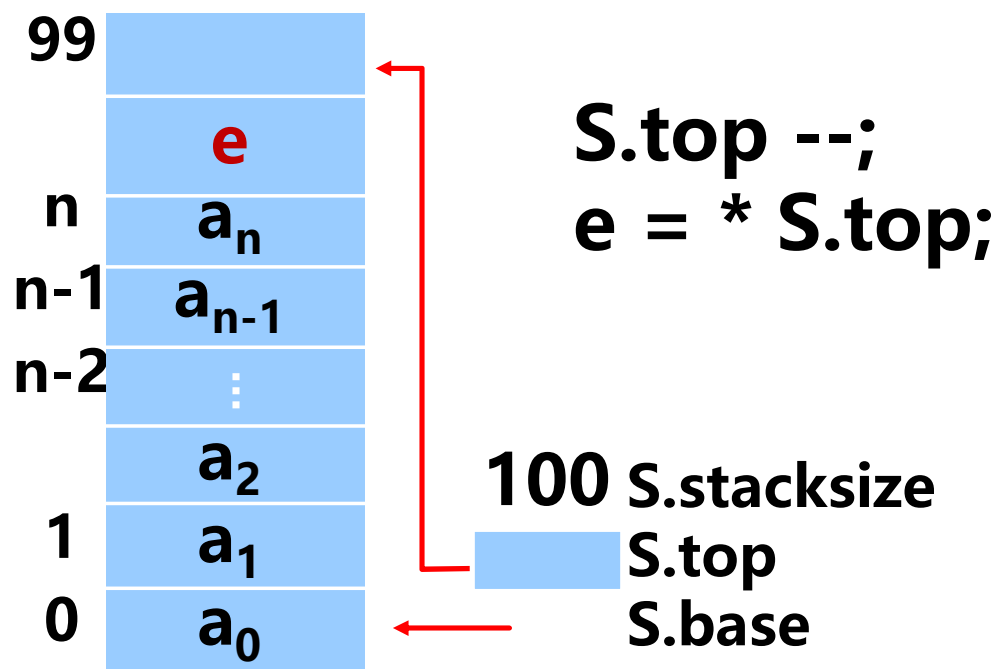 99
e
S.top --;
e = * S.top;
n
aₙ
n-1
aₙ₋₁
n-2
⋮
a₂
100 S.stacksize
1
a₁
S.top
0
a₀
S.base